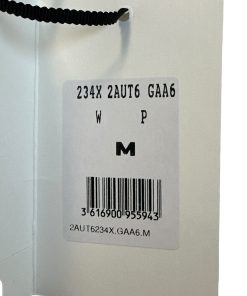 234X 2AUT6 GAA6
W P
M
3 616900 955943
2AUT6234X.GAA6.M